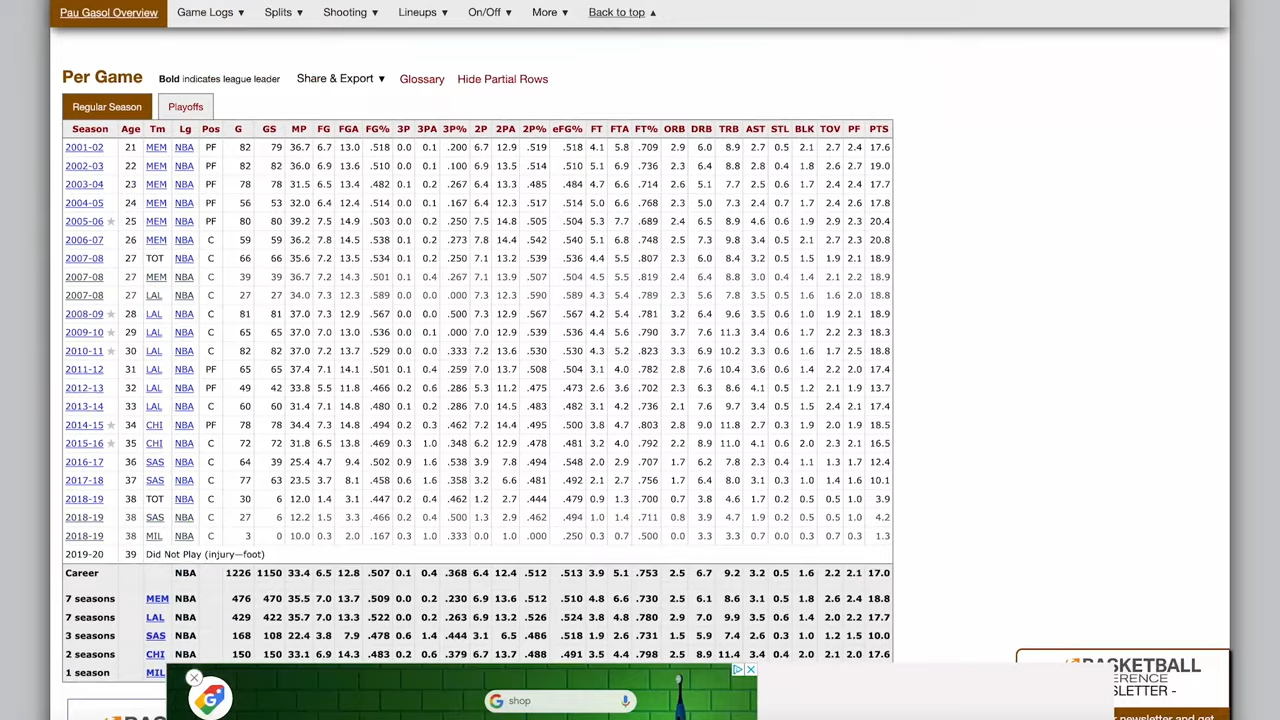 Pau Gasol Overview Game Logs ▼ Splits ▼ Shooting ▼ Lineups ▼ On/Off ▼ More ▼ Back to top ▲
Per Game Bold indicates league leader Share & Export ▼ Glossary Hide Partial Rows
Regular Season Playoffs
Season Age Tm Lg Pos G GS MP FG FGA FG% 3P 3PA 3P% 2P 2PA 2P% eFG% FT FTA FT% ORB DRB TRB AST STL BLK TOV PF PTS
2001-02 21 MEM NBA PF 82 79 36.7 6.7 13.0 .518 0.0 0.1 .200 6.7 12.9 .519 .518 4.1 5.8 .709 2.9 6.0 8.9 2.7 0.5 2.1 2.7 2.4 17.6
2002-03 22 MEM NBA PF 82 82 36.0 6.9 13.6 .510 0.0 0.1 .100 6.9 13.5 .514 .510 5.1 6.9 .736 2.3 6.4 8.8 2.8 0.4 1.8 2.6 2.7 19.0
2003-04 23 MEM NBA PF 78 78 31.5 6.5 13.4 .482 0.1 0.2 .267 6.4 13.3 .485 .484 4.7 6.6 .714 2.6 5.1 7.7 2.5 0.6 1.7 2.4 2.4 17.7
2004-05 24 MEM NBA PF 56 53 32.0 6.4 12.4 .514 0.0 0.1 .167 6.4 12.3 .517 .514 5.0 6.6 .768 2.3 5.0 7.3 2.4 0.7 1.7 2.4 2.6 17.8
2005-06 ★ 25 MEM NBA PF 80 80 39.2 7.5 14.9 .503 0.0 0.2 .250 7.5 14.8 .505 .504 5.3 7.7 .689 2.4 6.5 8.9 4.6 0.6 1.9 2.9 2.3 20.4
2006-07 26 MEM NBA C 59 59 36.2 7.8 14.5 .538 0.1 0.2 .273 7.8 14.4 .542 .540 5.1 6.8 .748 2.5 7.3 9.8 3.4 0.5 2.1 2.7 2.3 20.8
2007-08 27 TOT NBA C 66 66 35.6 7.2 13.5 .534 0.1 0.1 .250 7.1 13.2 .539 .536 4.4 5.5 .807 2.3 6.0 8.4 3.2 0.5 1.5 1.9 2.1 18.9
2007-08 27 MEM NBA C 39 39 36.7 7.2 14.3 .501 0.1 0.4 .267 7.1 13.9 .507 .504 4.5 5.5 .819 2.4 6.4 8.8 3.0 0.4 1.4 2.1 2.2 18.9
2007-08 27 LAL NBA C 27 27 34.0 7.3 12.3 .589 0.0 0.0 .000 7.3 12.3 .590 .589 4.3 5.4 .789 2.3 5.6 7.8 3.5 0.5 1.6 1.6 2.0 18.8
2008-09 ★ 28 LAL NBA C 81 81 37.0 7.3 12.9 .567 0.0 0.0 .500 7.3 12.9 .567 .567 4.2 5.4 .781 3.2 6.4 9.6 3.5 0.6 1.0 1.9 2.1 18.9
2009-10 ★ 29 LAL NBA C 65 65 37.0 7.0 13.0 .536 0.0 0.1 .000 7.0 12.9 .539 .536 4.4 5.6 .790 3.7 7.6 11.3 3.4 0.6 1.7 2.2 2.3 18.3
2010-11 ★ 30 LAL NBA C 82 82 37.0 7.2 13.7 .529 0.0 0.0 .333 7.2 13.6 .530 .530 4.3 5.2 .823 3.3 6.9 10.2 3.3 0.6 1.6 1.7 2.5 18.8
2011-12 31 LAL NBA PF 65 65 37.4 7.1 14.1 .501 0.1 0.4 .259 7.0 13.7 .508 .504 3.1 4.0 .782 2.8 7.6 10.4 3.6 0.6 1.4 2.2 2.0 17.4
2012-13 32 LAL NBA PF 49 42 33.8 5.5 11.8 .466 0.2 0.6 .286 5.3 11.2 .475 .473 2.6 3.6 .702 2.3 6.3 8.6 4.1 0.5 1.2 2.1 1.9 13.7
2013-14 33 LAL NBA C 60 60 31.4 7.1 14.8 .480 0.1 0.3 .286 7.0 14.5 .483 .482 3.1 4.2 .736 2.1 7.6 9.7 3.4 0.5 1.5 2.4 2.1 17.4
2014-15 ★ 34 CHI NBA PF 78 78 34.4 7.3 14.8 .494 0.2 0.3 .462 7.2 14.4 .495 .500 3.8 4.7 .803 2.8 9.0 11.8 2.7 0.3 1.9 2.0 1.9 18.5
2015-16 ★ 35 CHI NBA C 72 72 31.8 6.5 13.8 .469 0.3 1.0 .348 6.2 12.9 .478 .481 3.2 4.0 .792 2.2 8.9 11.0 4.1 0.6 2.0 2.3 2.1 16.5
2016-17 36 SAS NBA C 64 39 25.4 4.7 9.4 .502 0.9 1.6 .538 3.9 7.8 .494 .548 2.0 2.9 .707 1.7 6.2 7.8 2.3 0.4 1.1 1.3 1.7 12.4
2017-18 37 SAS NBA C 77 63 23.5 3.7 8.1 .458 0.6 1.6 .358 3.2 6.6 .481 .492 2.1 2.7 .756 1.7 6.4 8.0 3.1 0.3 1.0 1.4 1.6 10.1
2018-19 38 TOT NBA C 30 6 12.0 1.4 3.1 .447 0.2 0.4 .462 1.2 2.7 .444 .479 0.9 1.3 .700 0.7 3.8 4.6 1.7 0.2 0.5 0.5 1.0 3.9
2018-19 38 SAS NBA C 27 6 12.2 1.5 3.3 .466 0.2 0.4 .500 1.3 2.9 .462 .494 1.0 1.4 .711 0.8 3.9 4.7 1.9 0.2 0.5 0.5 1.0 4.2
2018-19 38 MIL NBA C 3 0 10.0 0.3 2.0 .167 0.3 1.0 .333 0.0 1.0 .000 .250 0.3 0.7 .500 0.0 3.3 3.3 0.7 0.0 0.3 0.7 0.3 1.3
2019-20 39 Did Not Play (injury—foot)
Career NBA 1226 1150 33.4 6.5 12.8 .507 0.1 0.4 .368 6.4 12.4 .512 .513 3.9 5.1 .753 2.5 6.7 9.2 3.2 0.5 1.6 2.2 2.1 17.0
7 seasons MEM NBA 476 470 35.5 7.0 13.7 .509 0.0 0.2 .230 6.9 13.6 .512 .510 4.8 6.6 .730 2.5 6.1 8.6 3.1 0.5 1.8 2.6 2.4 18.8
7 seasons LAL NBA 429 422 35.7 7.0 13.3 .522 0.0 0.2 .263 6.9 13.2 .526 .524 3.8 4.8 .780 2.9 7.0 9.9 3.5 0.6 1.4 2.0 2.2 17.7
3 seasons SAS NBA 168 108 22.4 3.8 7.9 .478 0.6 1.4 .444 3.1 6.5 .486 .518 1.9 2.6 .731 1.5 5.9 7.4 2.6 0.3 1.0 1.2 1.5 10.0
2 seasons CHI NBA 150 150 33.1 6.9 14.3 .483 0.2 0.6 .379 6.7 13.7 .488 .491 3.5 4.4 .798 2.5 8.9 11.4 3.4 0.4 2.0 2.1 2.0 17.6
1 season MIL
shop
BASKETBALL
ERENCE
SLETTER -
r newsletter and get
BAS